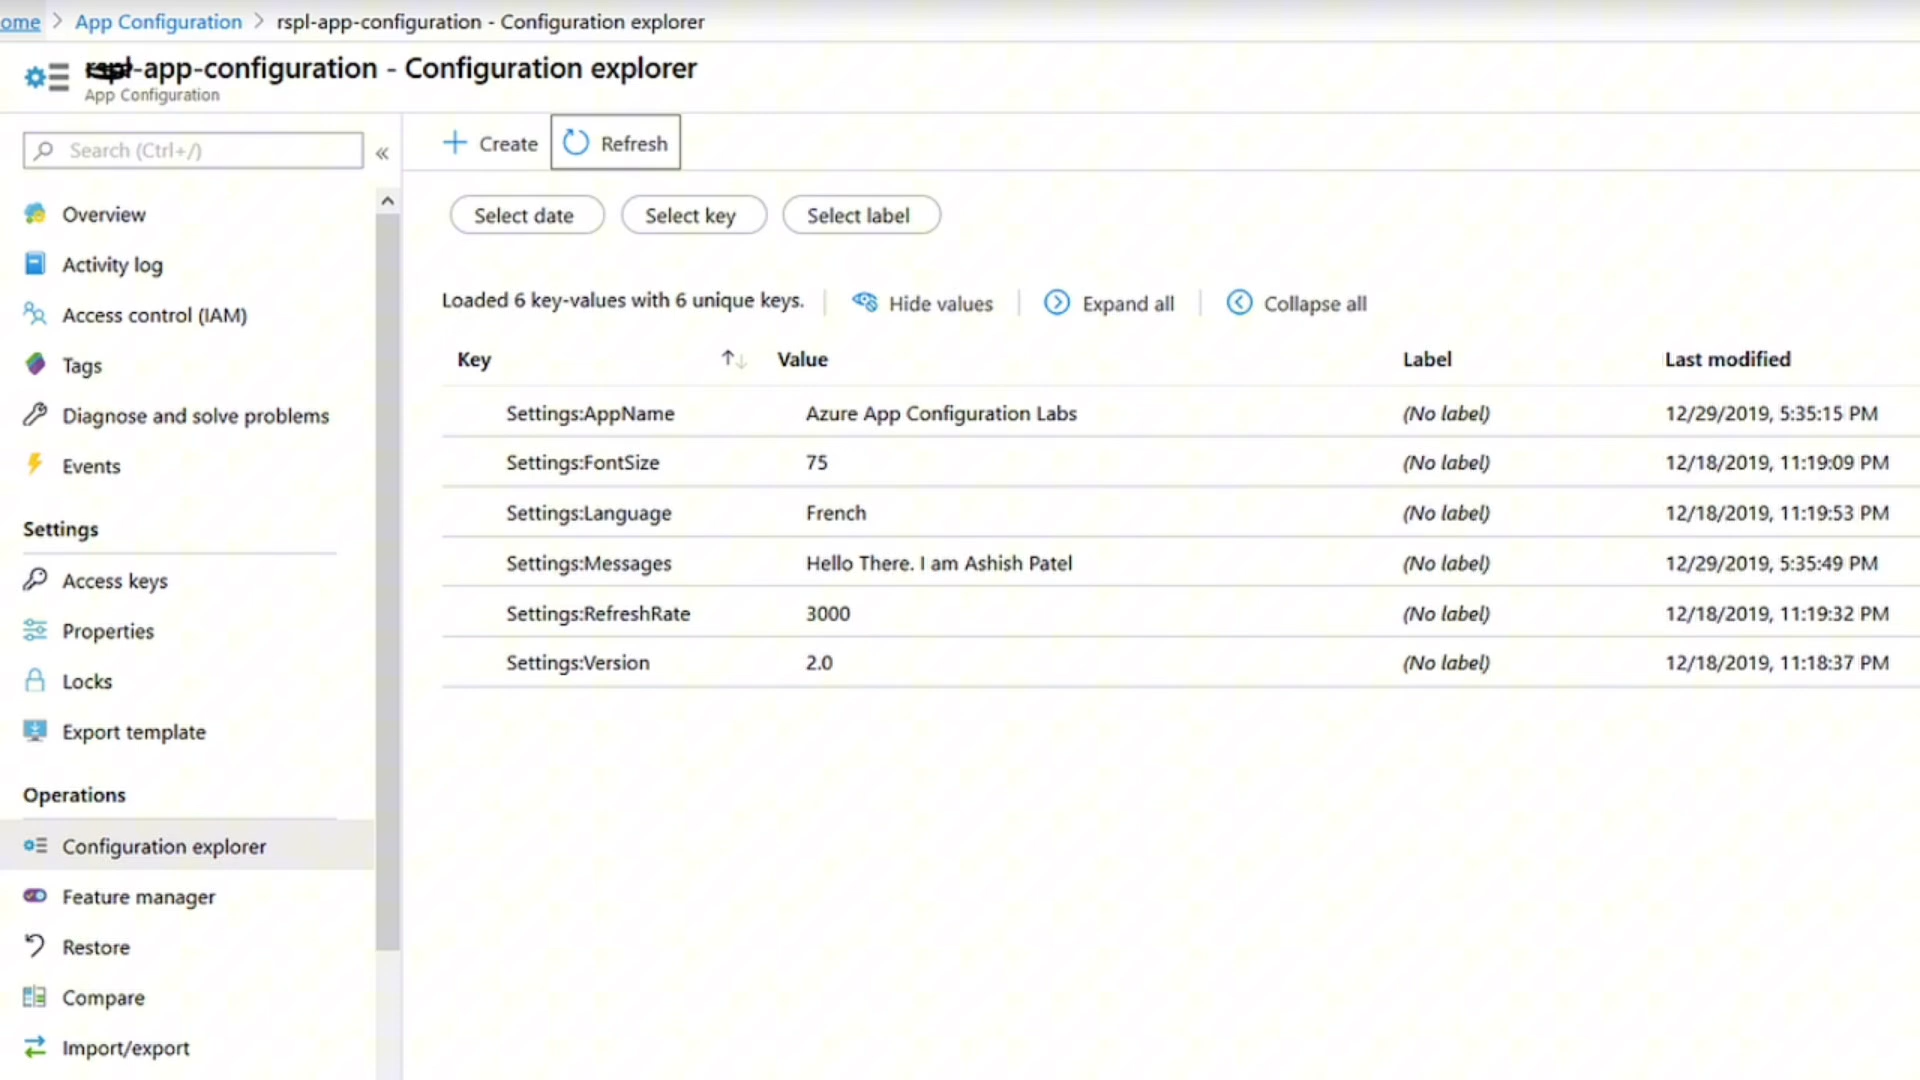 ome > App Configuration > rspl-app-configuration - Configuration explorer
-app-configuration - Configuration explorer
App Configuration
Search (Ctrl+/)
«
Create
Refresh
Overview
Activity log
Access control (IAM)
Tags
Diagnose and solve problems
Events
Settings
Access keys
Properties
Locks
Export template
Operations
Configuration explorer
Feature manager
Restore
Compare
Import/export
Select date Select key Select label
Loaded 6 key-values with 6 unique keys. Hide values Expand all Collapse all
Key Value Label Last modified
Settings:AppName Azure App Configuration Labs (No label) 12/29/2019, 5:35:15 PM
Settings:FontSize 75 (No label) 12/18/2019, 11:19:09 PM
Settings:Language French (No label) 12/18/2019, 11:19:53 PM
Settings:Messages Hello There. I am Ashish Patel (No label) 12/29/2019, 5:35:49 PM
Settings:RefreshRate 3000 (No label) 12/18/2019, 11:19:32 PM
Settings:Version 2.0 (No label) 12/18/2019, 11:18:37 PM